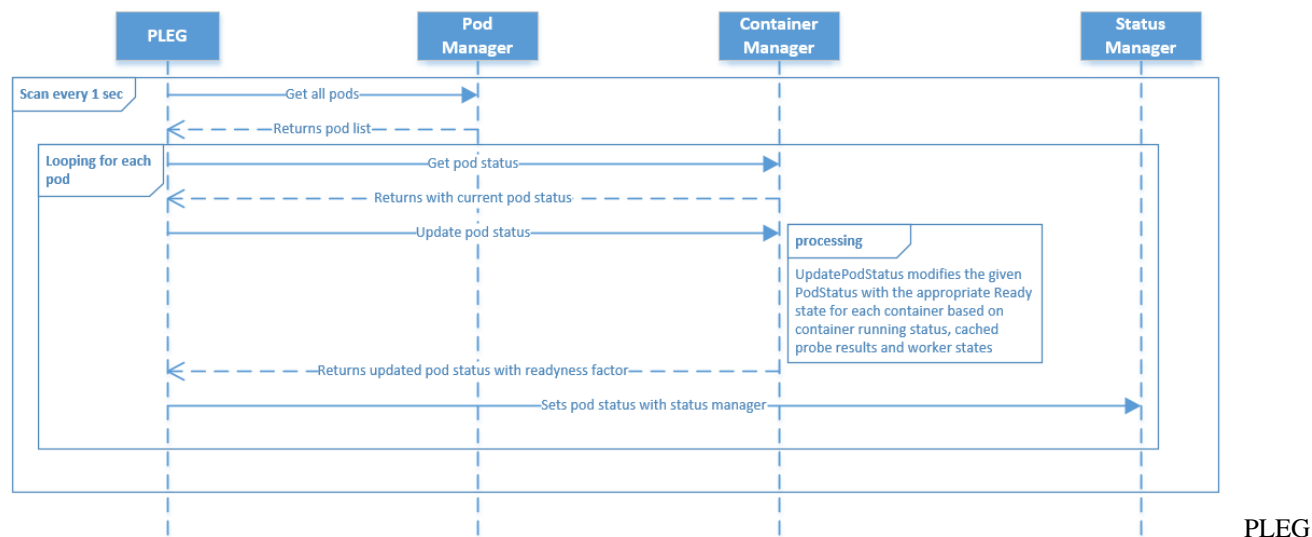 PLEG
Pod
Manager
Container
Manager
Status
Manager
Scan every 1 sec
Get all pods
Returns pod list
Looping for each
pod
Get pod status
Returns with current pod status
Update pod status
processing
UpdatePodStatus modifies the given
PodStatus with the appropriate Ready
state for each container based on
container running status, cached
probe results and worker states
Returns updated pod status with readyness factor
Sets pod status with status manager
PLEG